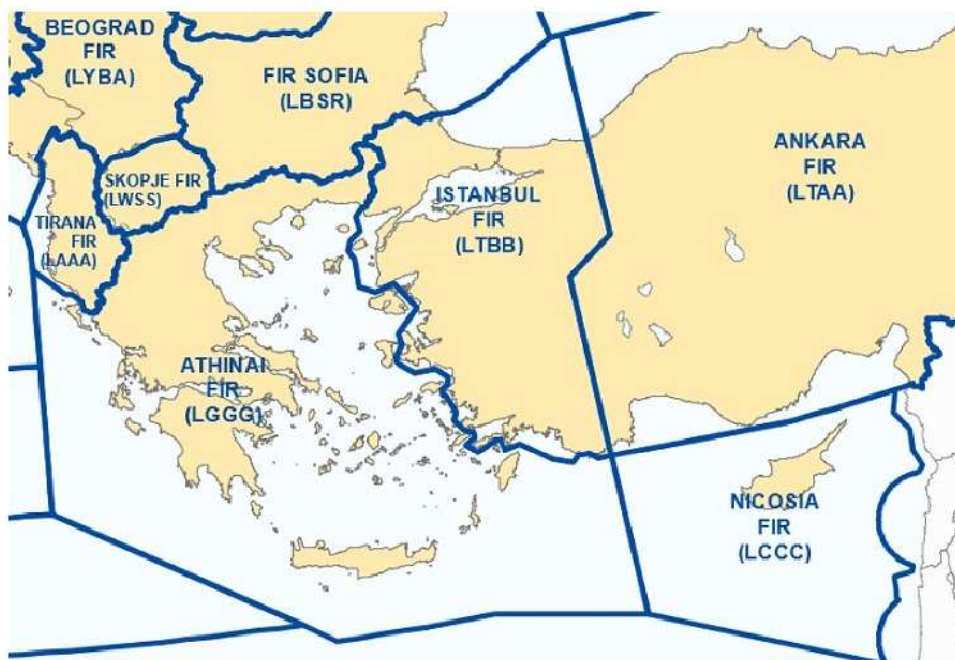 BEOGRAD
FIR
(LYBA)
FIR SOFIA
(LBSR)
ANKARA
FIR
(LTAA)
SKOPJE FIR
(LWSS)
ISTANBUL
FIR
(LTBB)
TIRANA
FIR
(LAAA)
ATHINAI
FIR
(LGGG)
NICOSIA
FIR
(LCCC)